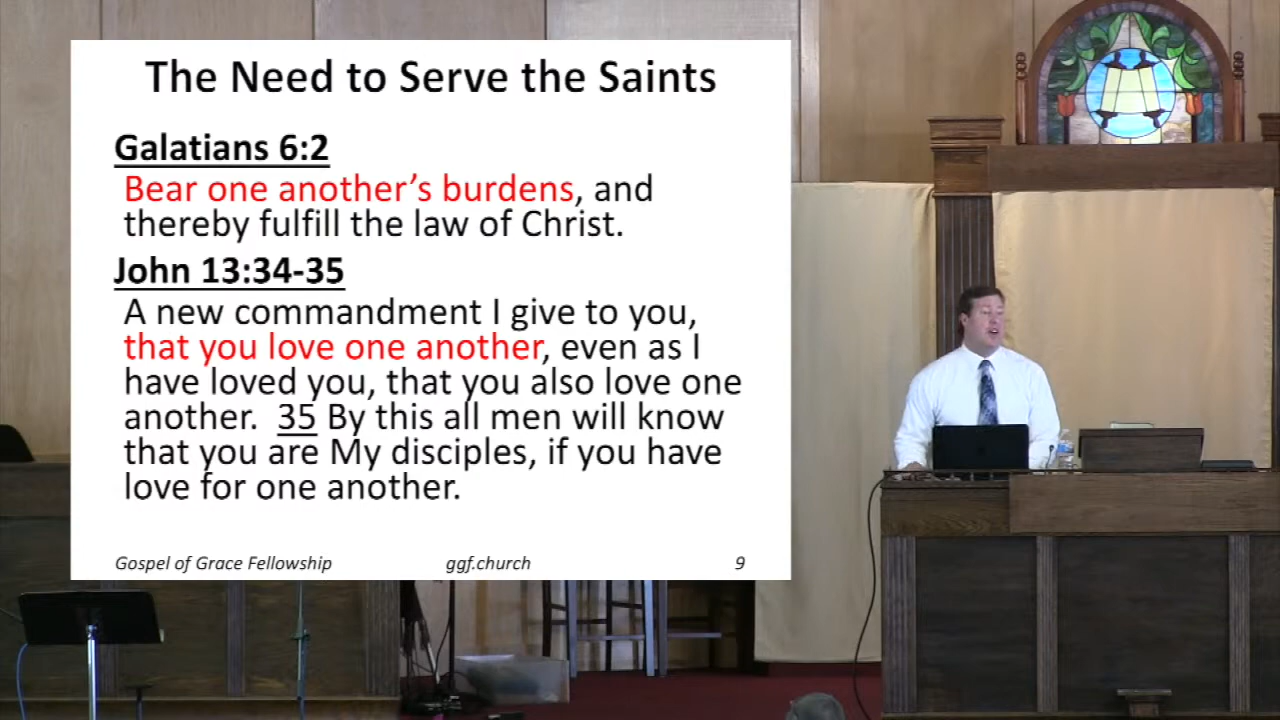 The Need to Serve the Saints
Galatians 6:2
Bear one another’s burdens, and
thereby fulfill the law of Christ.
John 13:34-35
A new commandment I give to you,
that you love one another, even as I
have loved you, that you also love one
another. 35 By this all men will know
that you are My disciples, if you have
love for one another.
Gospel of Grace Fellowship ggf.church 9